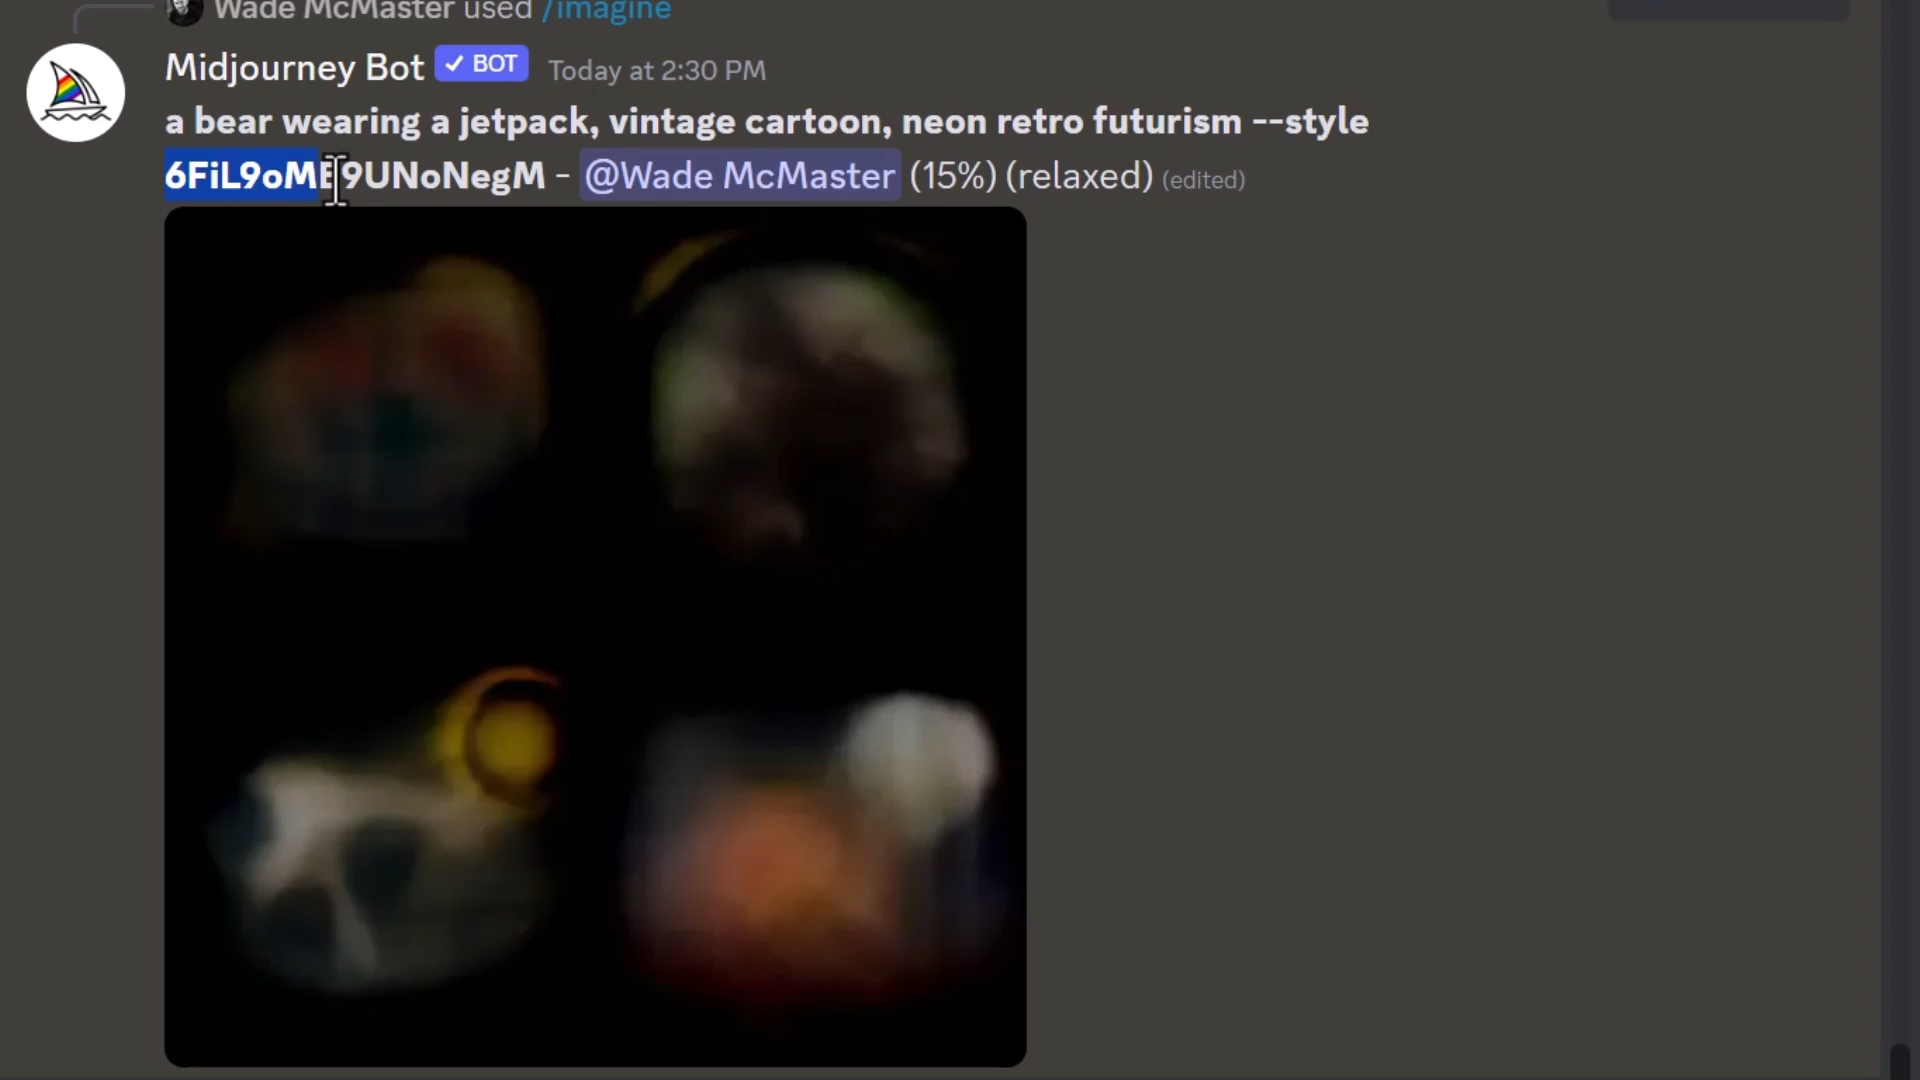 Wade McMaster used /imagine
Midjourney Bot ✓ BOT Today at 2:30 PM
a bear wearing a jetpack, vintage cartoon, neon retro futurism --style
6FiL9oME9UNoNegM - @Wade McMaster (15%) (relaxed) (edited)